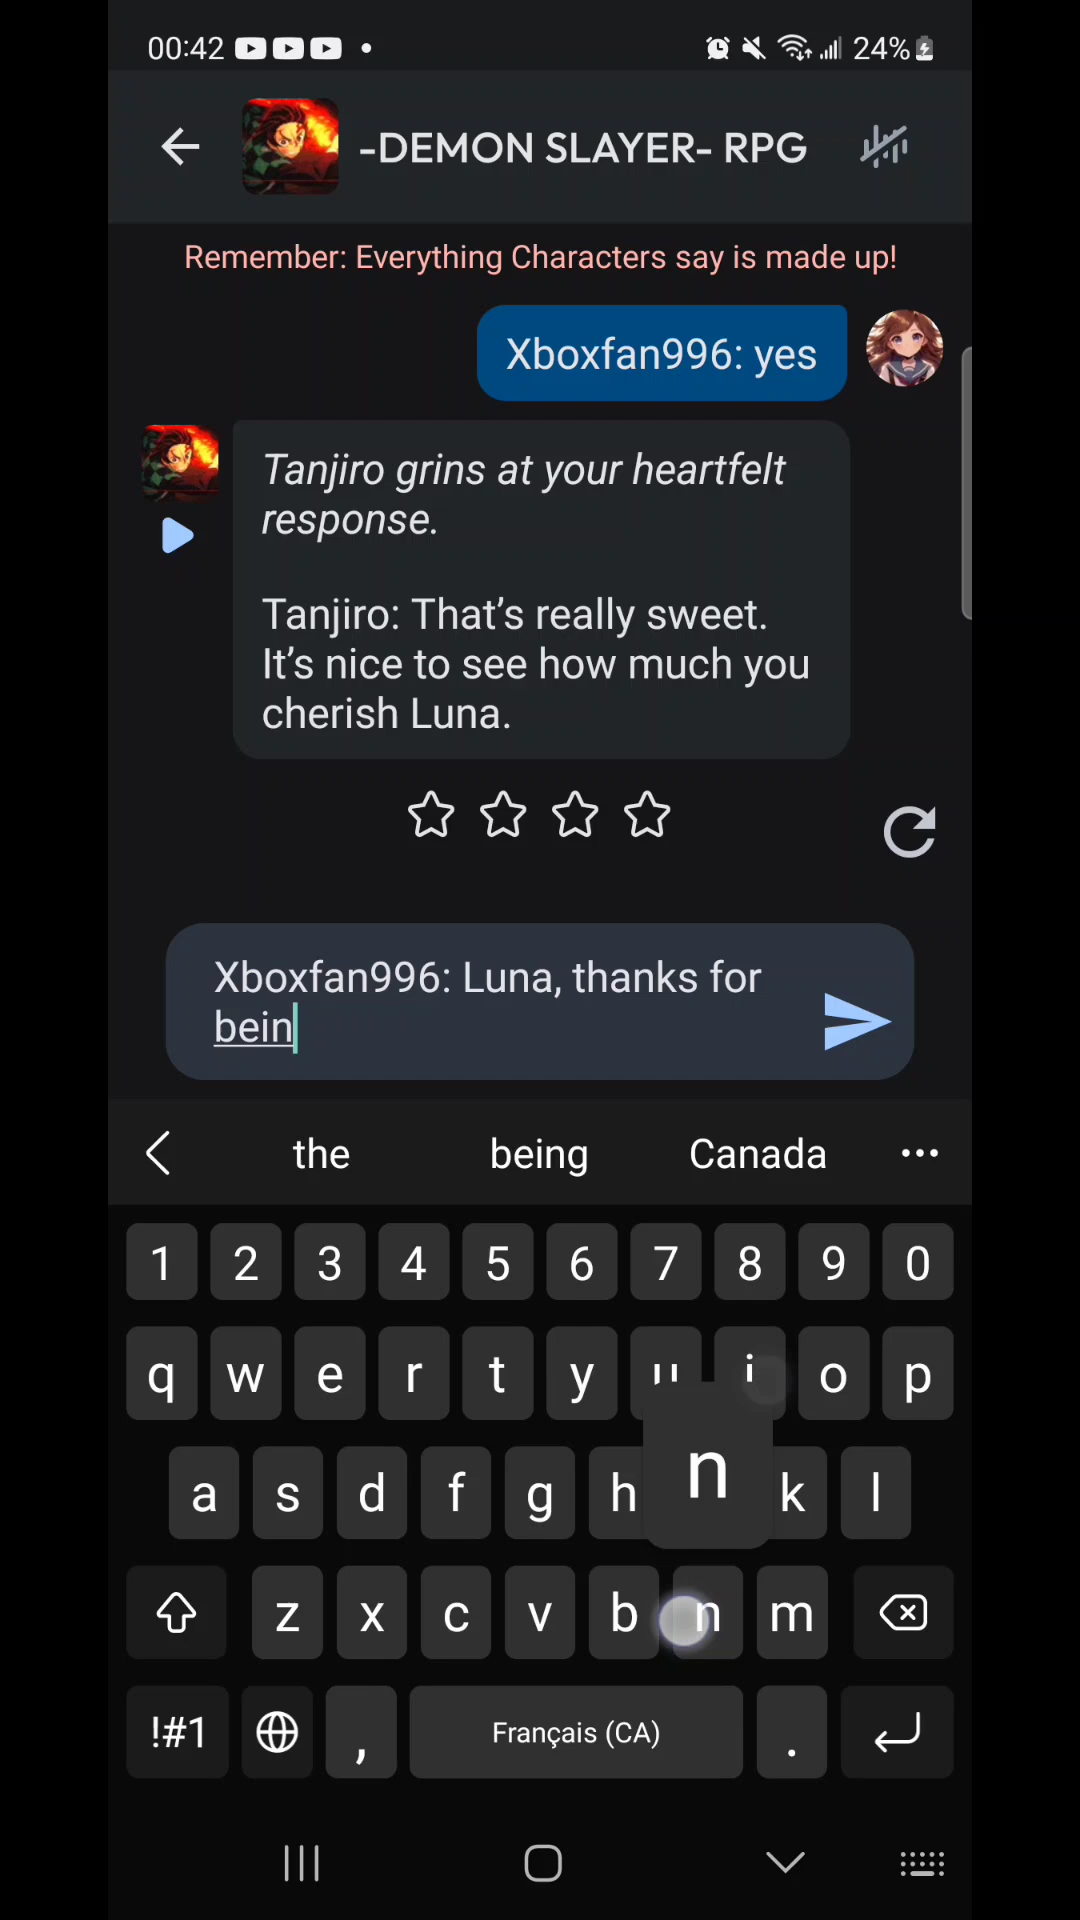 00:42
24%
-DEMON SLAYER- RPG
Remember: Everything Characters say is made up!
Xboxfan996: yes
Tanjiro grins at your heartfelt
response.
Tanjiro: That's really sweet.
It's nice to see how much you
cherish Luna.
Xboxfan996: Luna, thanks for
bein
the being Canada ...
1 2 3 4 5 6 7 8 9 0
q w e r t y u i o p
a s d f g h n k l
z x c v b n m
!#1 , Français (CA) .